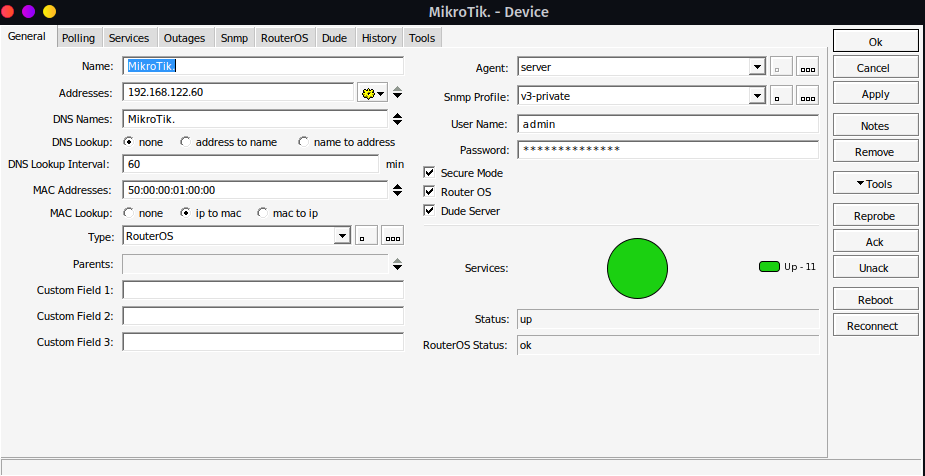 MikroTik. - Device
General Polling Services Outages Snmp RouterOS Dude History Tools
Name: MikroTik.
Addresses: 192.168.122.60
DNS Names: MikroTik.
DNS Lookup: none address to name name to address
DNS Lookup Interval: 60 min
MAC Addresses: 50:00:00:01:00:00
MAC Lookup: none ip to mac mac to ip
Type: RouterOS
Parents:
Custom Field 1:
Custom Field 2:
Custom Field 3:
Agent: server
Snmp Profile: v3-private
User Name: admin
Password: **************
Secure Mode
Router OS
Dude Server
Services: Up - 11
Status: up
RouterOS Status: ok
Ok
Cancel
Apply
Notes
Remove
Tools
Reprobe
Ack
Unack
Reboot
Reconnect